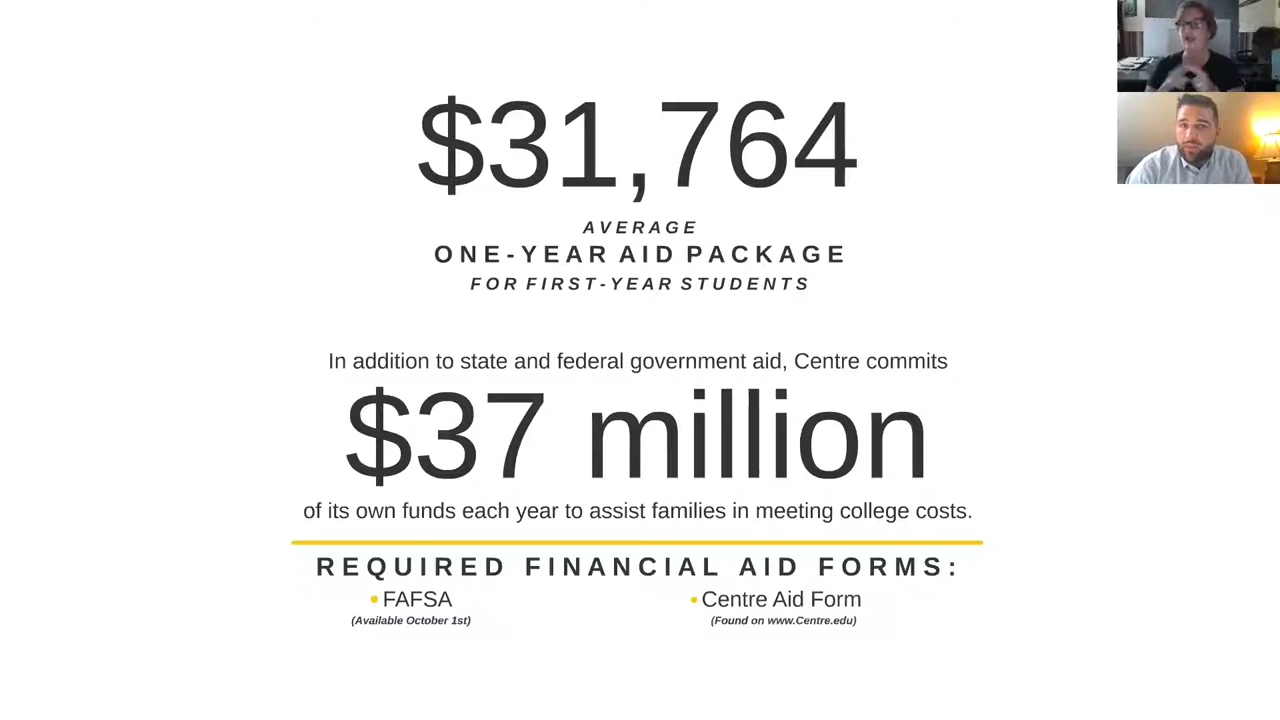 $31,764
AVERAGE
ONE-YEAR AID PACKAGE
FOR FIRST-YEAR STUDENTS
In addition to state and federal government aid, Centre commits
$37 million
of its own funds each year to assist families in meeting college costs.
REQUIRED FINANCIAL AID FORMS:
• FAFSA
(Available October 1st)
• Centre Aid Form
(Found on www.Centre.edu)